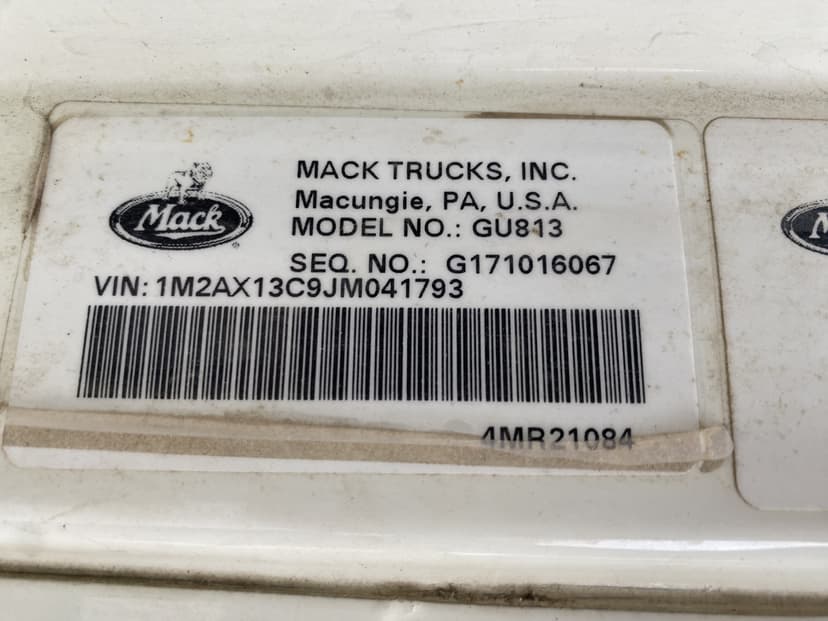 MACK TRUCKS, INC.
Mack
Macungie, PA, U.S.A.
MODEL NO.: GU813
SEQ. NO.: G171016067
VIN: 1M2AX13C9JM041793
4MR21084